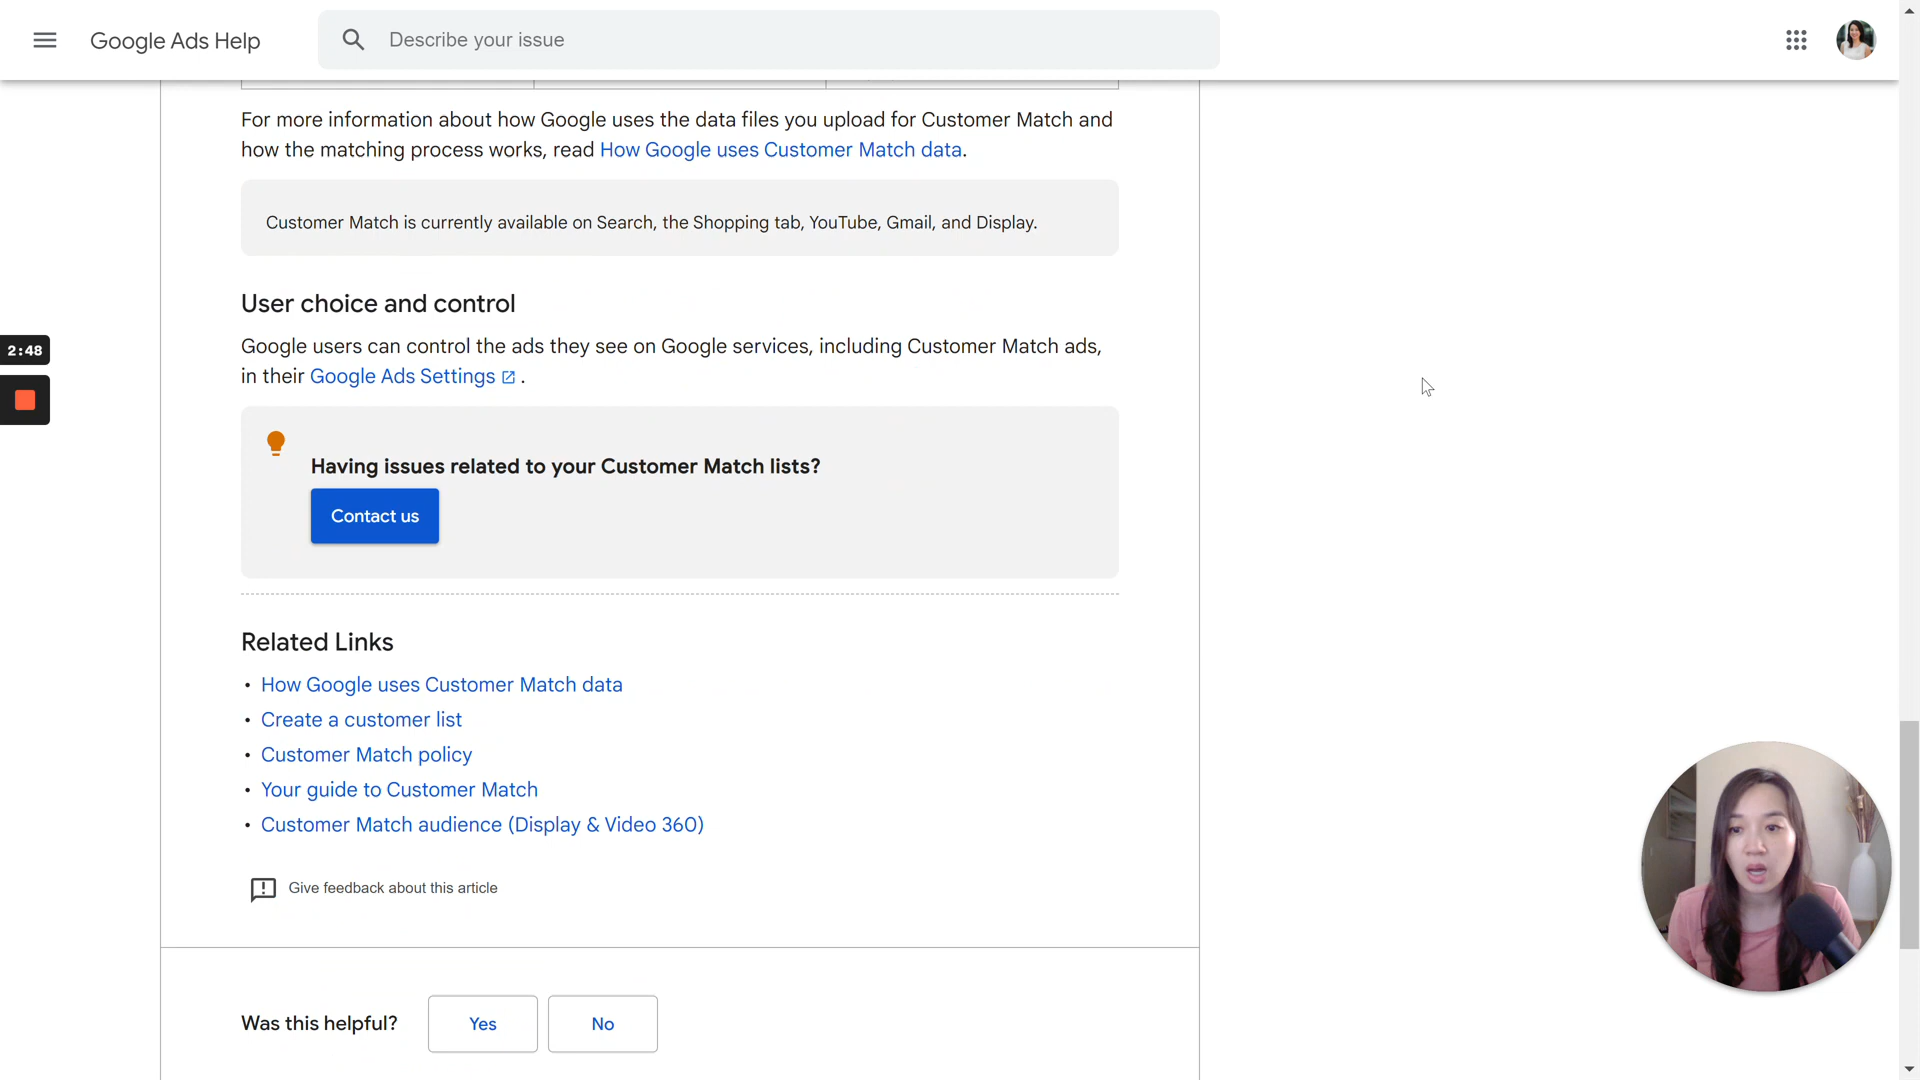 Google Ads Help
Describe your issue
For more information about how Google uses the data files you upload for Customer Match and
how the matching process works, read How Google uses Customer Match data.
Customer Match is currently available on Search, the Shopping tab, YouTube, Gmail, and Display.
User choice and control
Google users can control the ads they see on Google services, including Customer Match ads,
in their Google Ads Settings .
2:48
Having issues related to your Customer Match lists?
Contact us
Related Links
• How Google uses Customer Match data
• Create a customer list
• Customer Match policy
• Your guide to Customer Match
• Customer Match audience (Display & Video 360)
Give feedback about this article
Was this helpful?
Yes
No